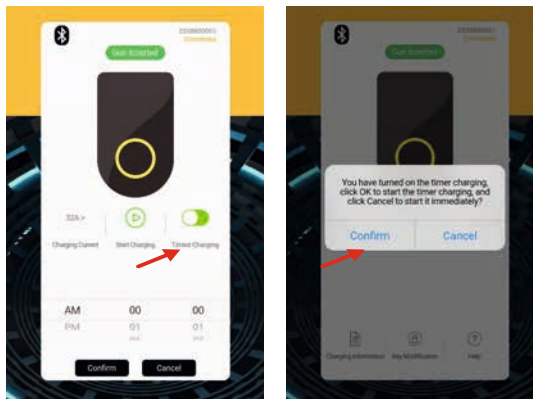 Gun Inserted
32A >
Charging Current
Start Charging
Timed Charging
AM 00 00
PM 01 01
Confirm
Cancel
Gun Inserted
You have turned on the timer charging,
click OK to start the timer charging, and
click Cancel to start it immediately?
Confirm
Cancel
Charging Information
Key Modification
Help